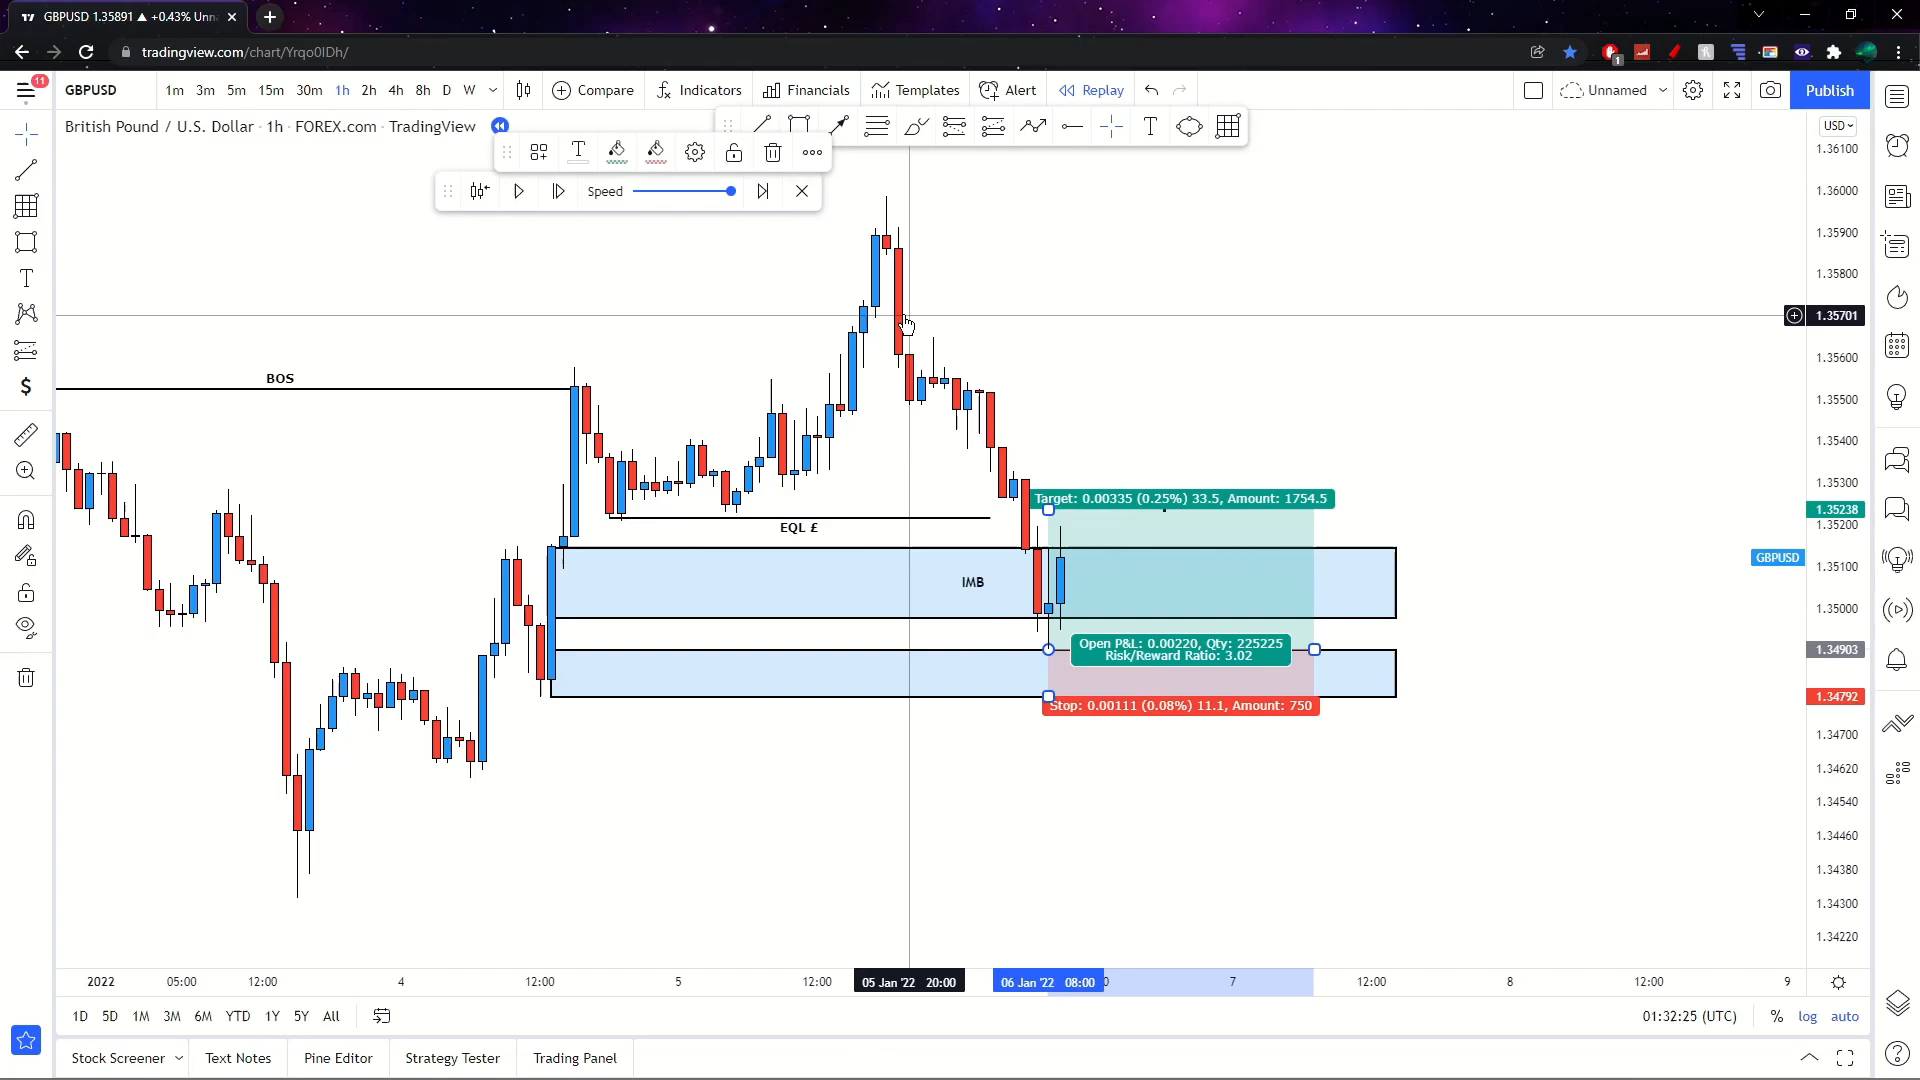 GBPUSD 1.35891 ▲ +0.43% Unn
tradingview.com/chart/Yrqo0IDh/
1
11
GBPUSD 1m 3m 5m 15m 30m 1h 2h 4h 8h D W Compare Indicators Financials Templates Alert Replay Unnamed Publish
British Pound / U.S. Dollar · 1h · FOREX.com · TradingView
USD
Speed
1.36100
1.36000
1.35900
1.35800
1.35701
1.35600
BOS
1.35500
1.35400
1.35300
Target: 0.00335 (0.25%) 33.5, Amount: 1754.5
1.35238
EQL £
1.35200
GBPUSD
1.35100
IMB
1.35000
Open P&L: 0.00220, Qty: 225225
Risk/Reward Ratio: 3.02
1.34903
1.34792
Stop: 0.00111 (0.08%) 11.1, Amount: 750
1.34700
1.34620
1.34540
1.34460
1.34380
1.34300
1.34220
2022 05:00 12:00 4 12:00 5 12:00 05 Jan '22 20:00 06 Jan '22 08:00 7 12:00 8 12:00 9
1D 5D 1M 3M 6M YTD 1Y 5Y All 01:32:25 (UTC) % log auto
Stock Screener Text Notes Pine Editor Strategy Tester Trading Panel